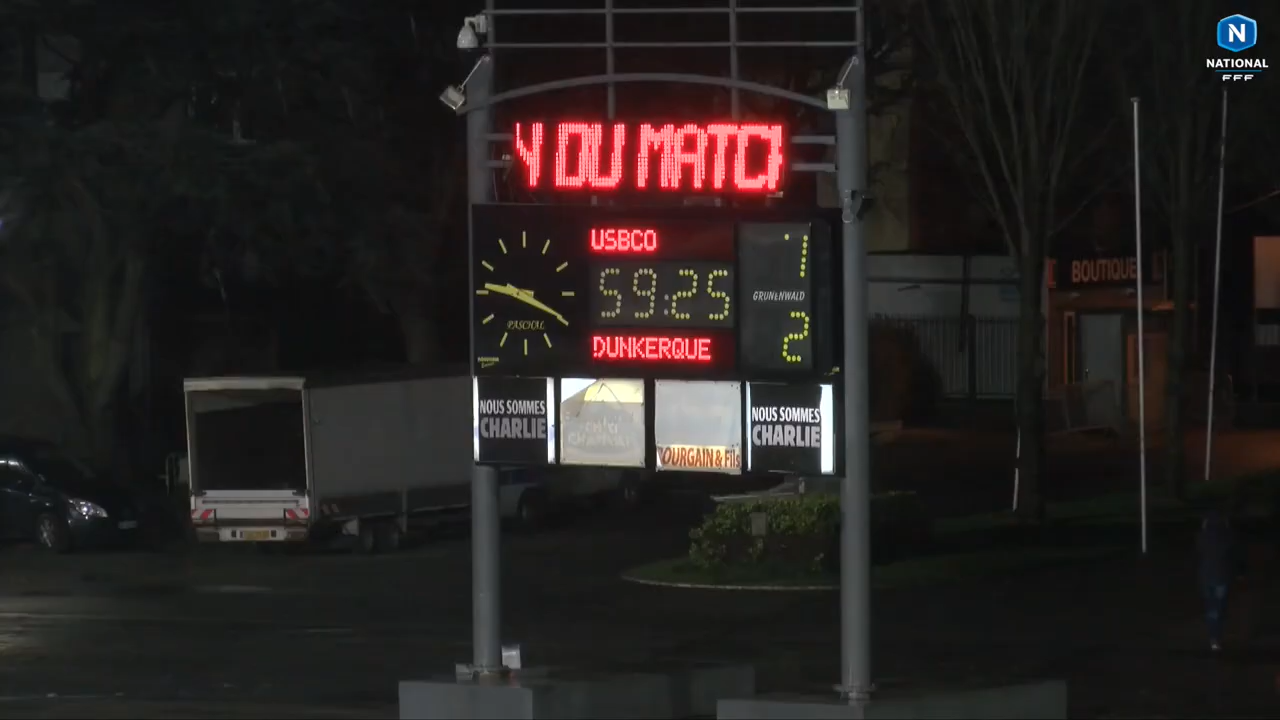 N
NATIONAL
FFF
Y DU MATCH
USBCO
59:25
DUNKERQUE
1
GRUNENWALD
2
PASCHAL
BOUTIQUE
NOUS SOMMES
CHARLIE
OURGAIN & Fils
NOUS SOMMES
CHARLIE